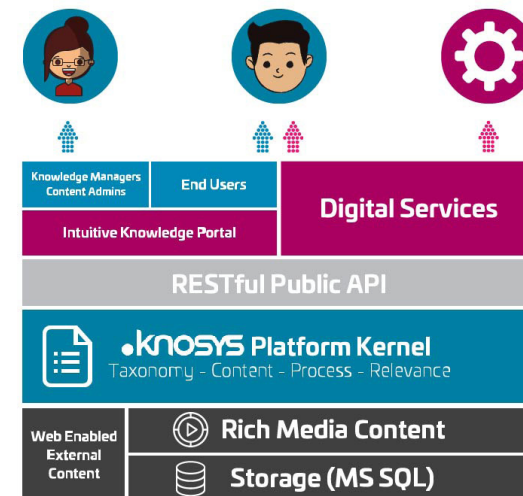 Knowledge Managers
Content Admins
End Users
Digital Services
Intuitive Knowledge Portal
RESTful Public API
.KNOSYS Platform Kernel
Taxonomy - Content - Process - Relevance
Web Enabled
External
Content
Rich Media Content
Storage (MS SQL)